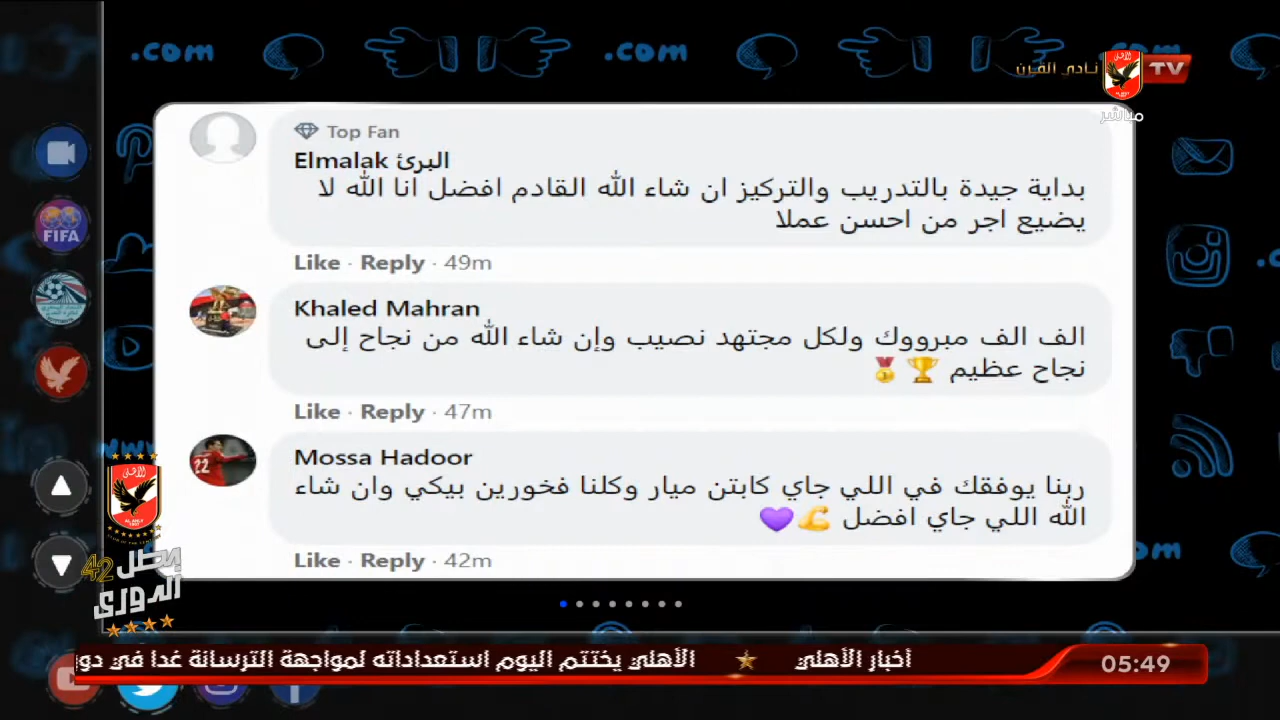 .com
.com
.com
نادي القرن
TV
مباشر
Top Fan
Elmalak البرئ
بداية جيدة بالتدريب والتركيز ان شاء الله القادم افضل انا الله لا
يضيع اجر من احسن عملا
Like · Reply · 49m
FIFA
Khaled Mahran
الف الف مبرووك ولكل مجتهد نصيب وإن شاء الله من نجاح إلى
نجاح عظيم 🏆🏅
Like · Reply · 47m
Mossa Hadoor
ربنا يوفقك في اللي جاي كابتن ميار وكلنا فخورين بيكي وان شاء
الله اللي جاي افضل 💪💜
Like · Reply · 42m
الأهلي
بطل
42
الدوري
أخبار الأهلي
الأهلي يختتم اليوم استعداداته لمواجهة الترسانة غدا في دو
05:49